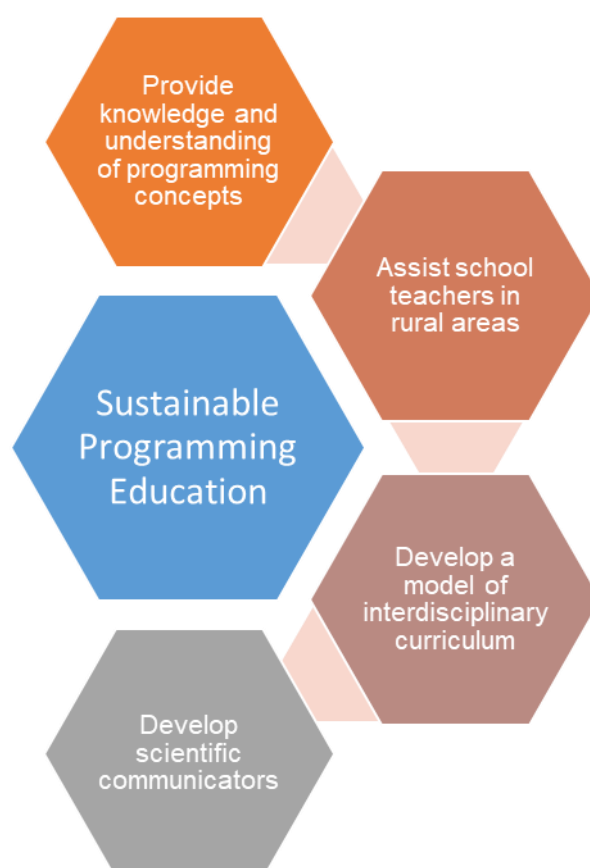 Provide
knowledge and
understanding
of programming
concepts
Assist school
teachers in
rural areas
Sustainable
Programming
Education
Develop a
model of
interdisciplinary
curriculum
Develop
scientific
communicators